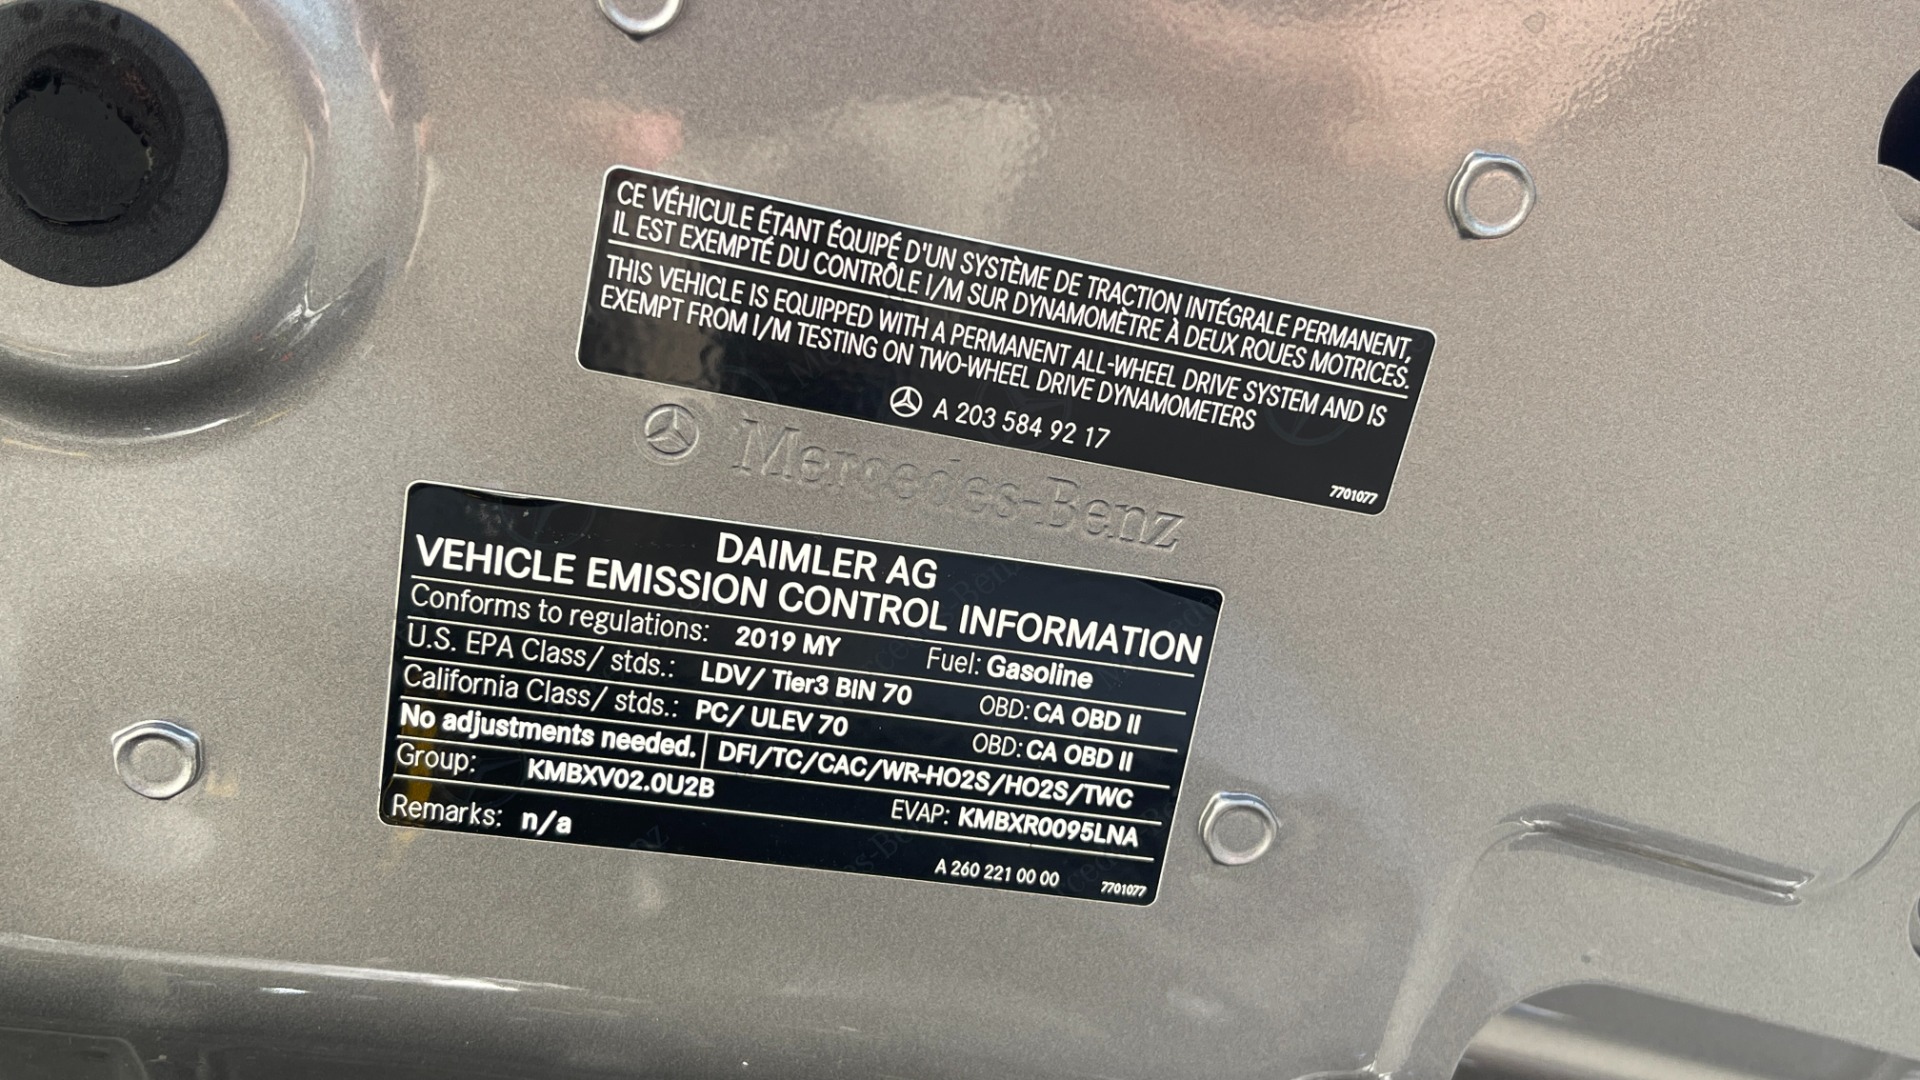 CE VÉHICULE ÉTANT ÉQUIPÉ D'UN SYSTÈME DE TRACTION INTÉGRALE PERMANENT,
IL EST EXEMPTÉ DU CONTRÔLE I/M SUR DYNAMOMÈTRE À DEUX ROUES MOTRICES.
THIS VEHICLE IS EQUIPPED WITH A PERMANENT ALL-WHEEL DRIVE SYSTEM AND IS
EXEMPT FROM I/M TESTING ON TWO-WHEEL DRIVE DYNAMOMETERS
A 203 584 92 17
7701077
Mercedes-Benz
DAIMLER AG
VEHICLE EMISSION CONTROL INFORMATION
Conforms to regulations: 2019 MY Fuel: Gasoline
U.S. EPA Class/ stds.: LDV/ Tier3 BIN 70 OBD: CA OBD II
California Class/ stds.: PC/ ULEV 70 OBD: CA OBD II
No adjustments needed. DFI/TC/CAC/WR-HO2S/HO2S/TWC
Group: KMBXV02.0U2B EVAP: KMBXR0095LNA
Remarks: n/a
A 260 221 00 00 7701077